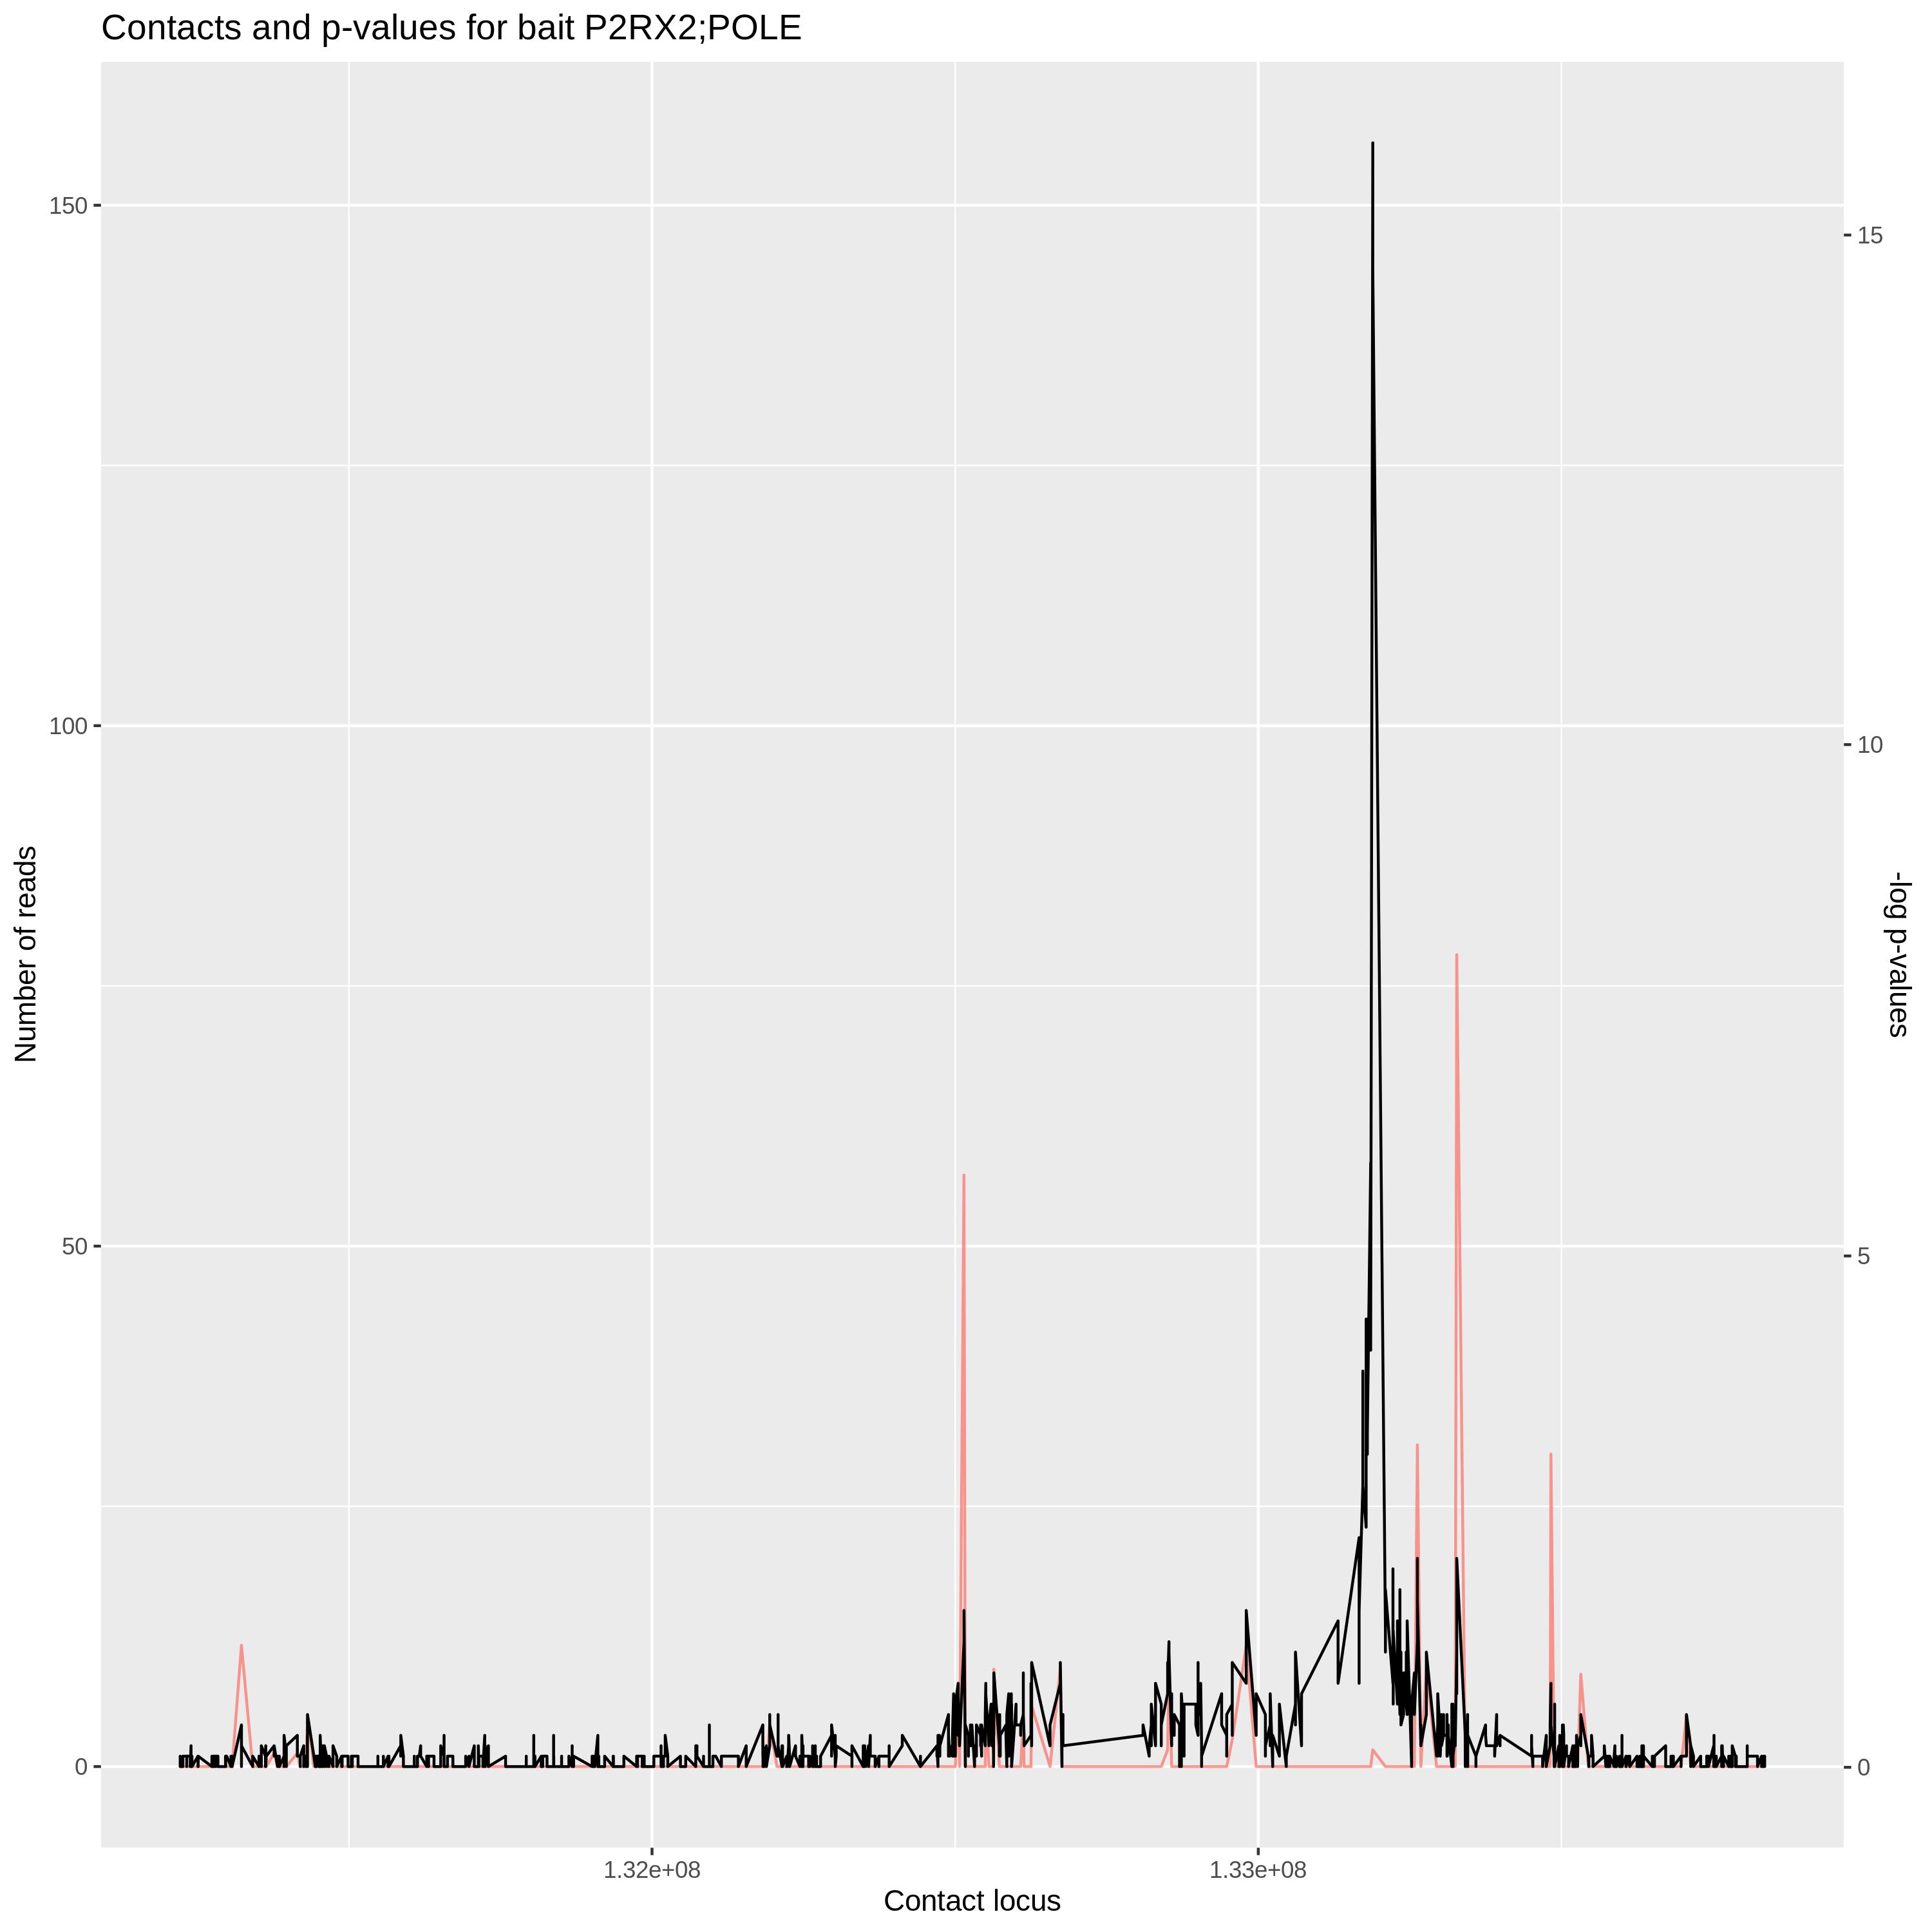 Contacts and p-values for bait P2RX2;POLE
150
100
50
0
Number of reads
15
10
5
0
-log p-values
1.32e+08
1.33e+08
Contact locus